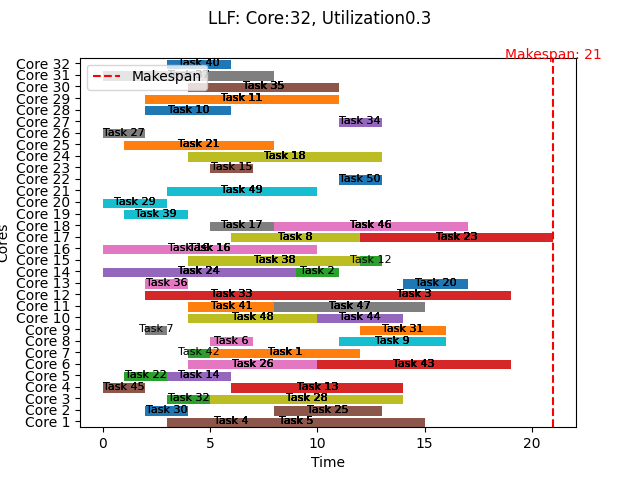 LLF: Core:32, Utilization0.3
Makespan: 21
Makespan
Core 32 Task 40
Core 31
Core 30 Task 35
Core 29 Task 11
Core 28 Task 10
Core 27 Task 34
Core 26 Task 27
Core 25 Task 21
Core 24 Task 18
Core 23 Task 15
Core 22 Task 50
Core 21 Task 49
Core 20 Task 29
Core 19 Task 39
Core 18 Task 17 Task 46
Core 17 Task 8 Task 23
Core 16 Task 16
Core 15 Task 38 Task 12
Core 14 Task 24 Task 2
Core 13 Task 36 Task 20
Core 12 Task 33 Task 3
Core 11 Task 41 Task 47
Core 10 Task 48 Task 44
Core 9 Task 7 Task 31
Core 8 Task 6 Task 9
Core 7 Task 42 Task 1
Core 6 Task 26 Task 43
Core 5 Task 22 Task 14
Core 4 Task 45 Task 13
Core 3 Task 32 Task 28
Core 2 Task 30 Task 25
Core 1 Task 4 Task 5
0 5 10 15 20
Time
Cores